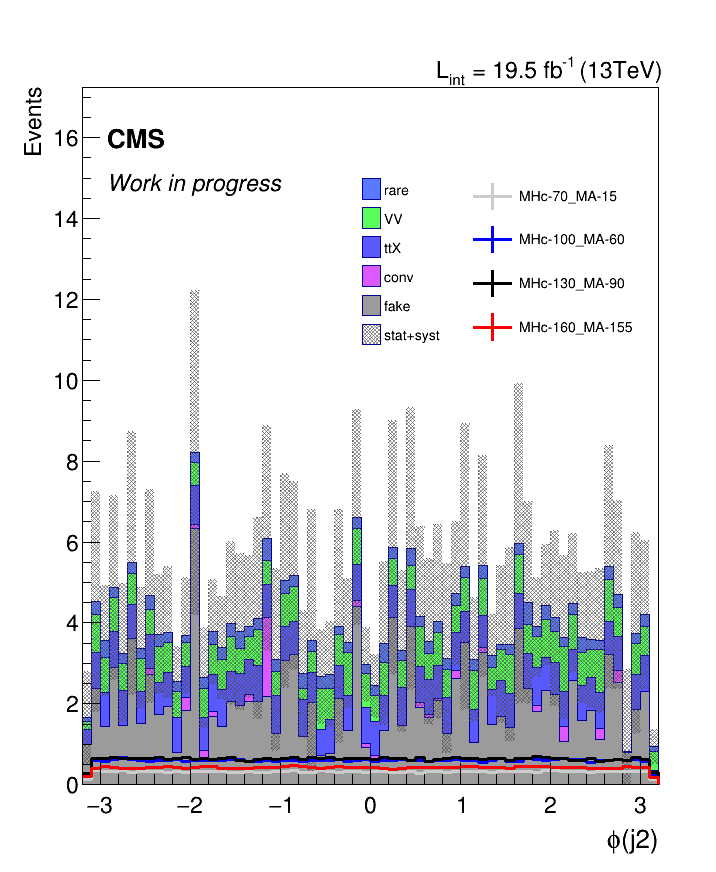 L_int = 19.5 fb^-1 (13TeV)
Events
CMS
Work in progress
rare
VV
ttX
conv
fake
stat+syst
MHc-70_MA-15
MHc-100_MA-60
MHc-130_MA-90
MHc-160_MA-155
16
14
12
10
8
6
4
2
0
−3 −2 −1 0 1 2 3
ϕ(j2)